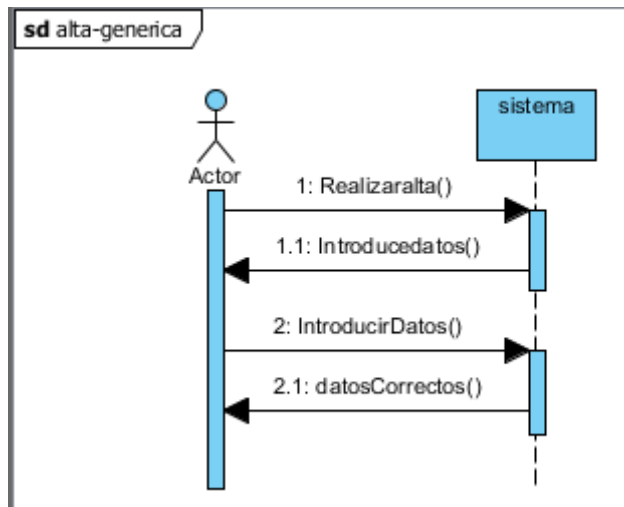 sd alta-generica
sistema
Actor
1: Realizaralta()
1.1: Introducedatos()
2: IntroducirDatos()
2.1: datosCorrectos()